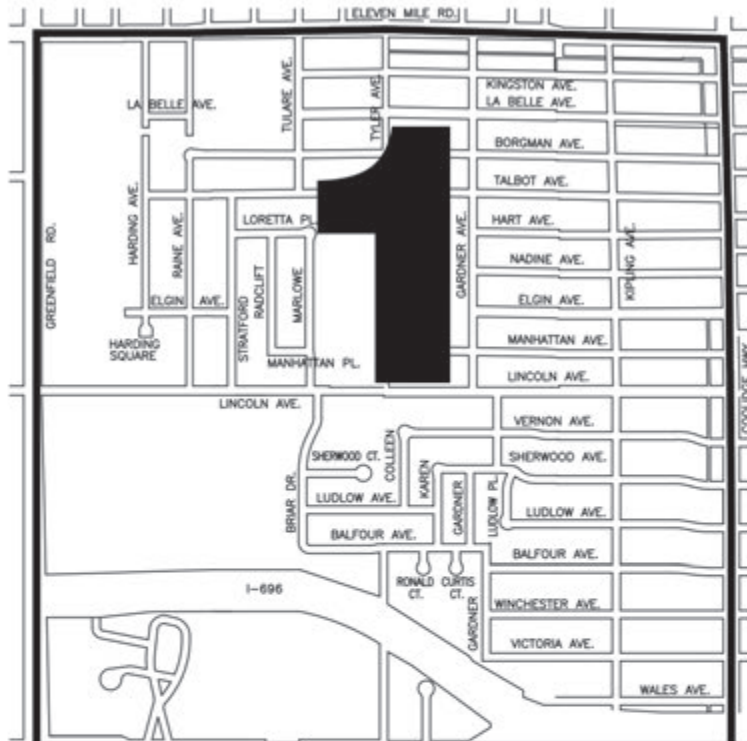 ELEVEN MILE RD.
KINGSTON AVE.
LA BELLE AVE.
LA BELLE AVE.
TULARE AVE.
TYLER AVE.
BORGMAN AVE.
TALBOT AVE.
HARDING AVE.
RAINE AVE.
LORETTA PL.
HART AVE.
GARDNER AVE.
NADINE AVE.
KIPLING AVE.
GREENFIELD RD.
ELGIN AVE.
STRATFORD
RADCLIFT
MARLOWE
ELGIN AVE.
HARDING
SQUARE
1
MANHATTAN AVE.
MANHATTAN PL.
LINCOLN AVE.
COOLIDGE HWY.
LINCOLN AVE.
VERNON AVE.
SHERWOOD CT.
COLLEEN
SHERWOOD AVE.
BRIAR DR.
LUDLOW AVE.
KAREN
GARDNER
LUDLOW PL.
LUDLOW AVE.
BALFOUR AVE.
BALFOUR AVE.
I-696
RONALD
CT.
CURTIS
CT.
GARDNER
WINCHESTER AVE.
VICTORIA AVE.
WALES AVE.